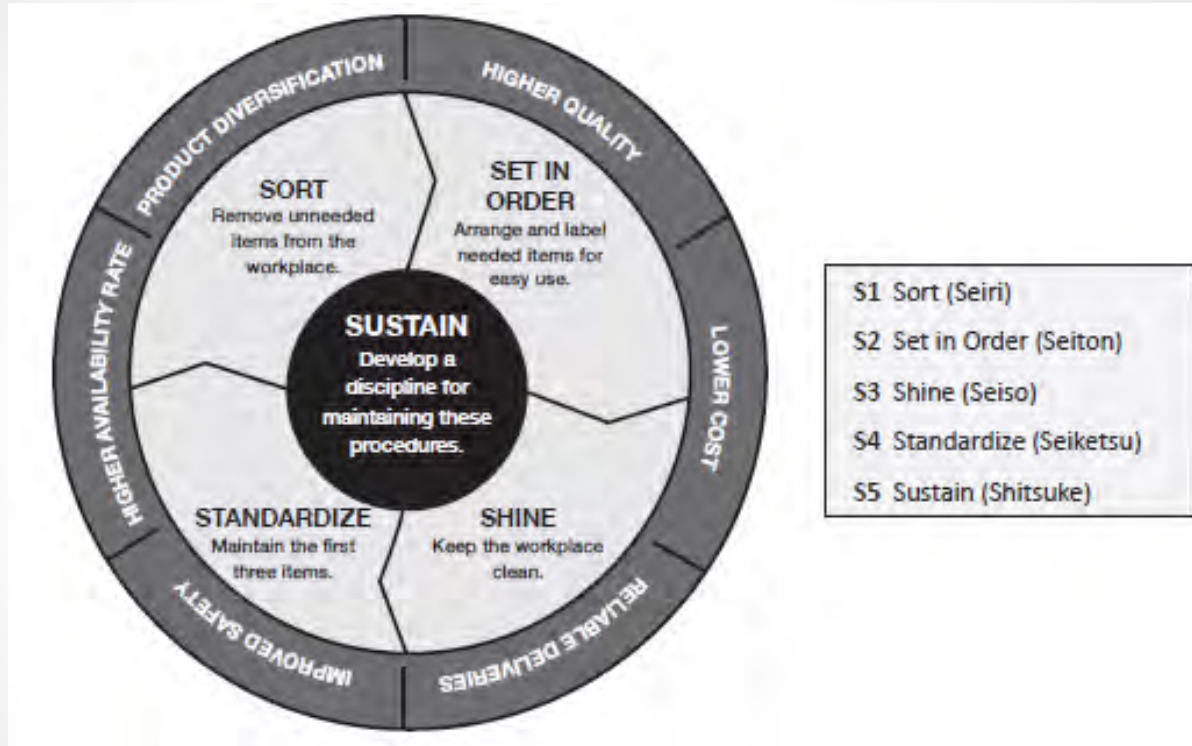 PRODUCT DIVERSIFICATION
HIGHER QUALITY
LOWER COST
RELIABLE DELIVERIES
IMPROVED SAFETY
HIGHER AVAILABILITY RATE
SORT
Remove unneeded
items from the
workplace.
SET IN
ORDER
Arrange and label
needed items for
easy use.
SUSTAIN
Develop a
discipline for
maintaining these
procedures.
STANDARDIZE
Maintain the first
three items.
SHINE
Keep the workplace
clean.
S1 Sort (Seiri)
S2 Set in Order (Seiton)
S3 Shine (Seiso)
S4 Standardize (Seiketsu)
S5 Sustain (Shitsuke)